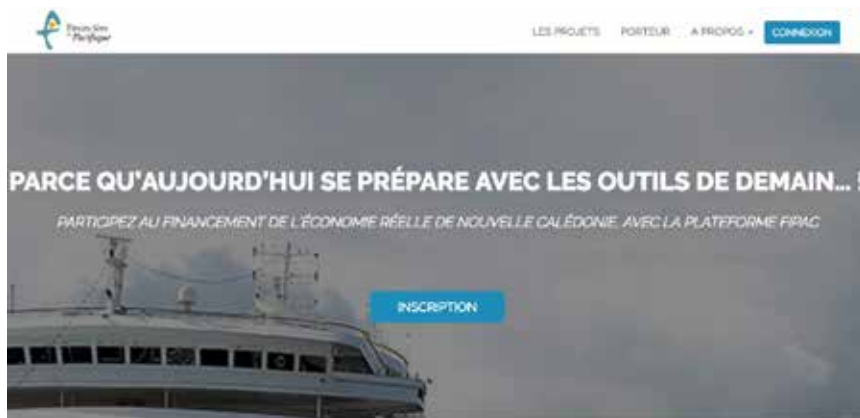 Pacifique
LES PROJETS PORTEUR A PROPOS CONNEXION
PARCE QU'AUJOURD'HUI SE PRÉPARE AVEC LES OUTILS DE DEMAIN... !
PARTICIPEZ AU FINANCEMENT DE L'ÉCONOMIE RÉELLE DE NOUVELLE CALÉDONIE, AVEC LA PLATEFORME FIPAC
INSCRIPTION